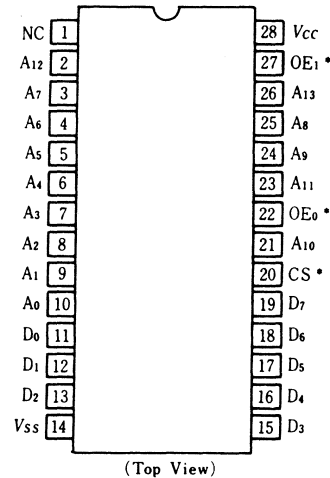 NC 1 28 Vcc
A12 2 27 OE1 *
A7 3 26 A13
A6 4 25 A8
A5 5 24 A9
A4 6 23 A11
A3 7 22 OE0 *
A2 8 21 A10
A1 9 20 CS *
A0 10 19 D7
D0 11 18 D6
D1 12 17 D5
D2 13 16 D4
Vss 14 15 D3
(Top View)